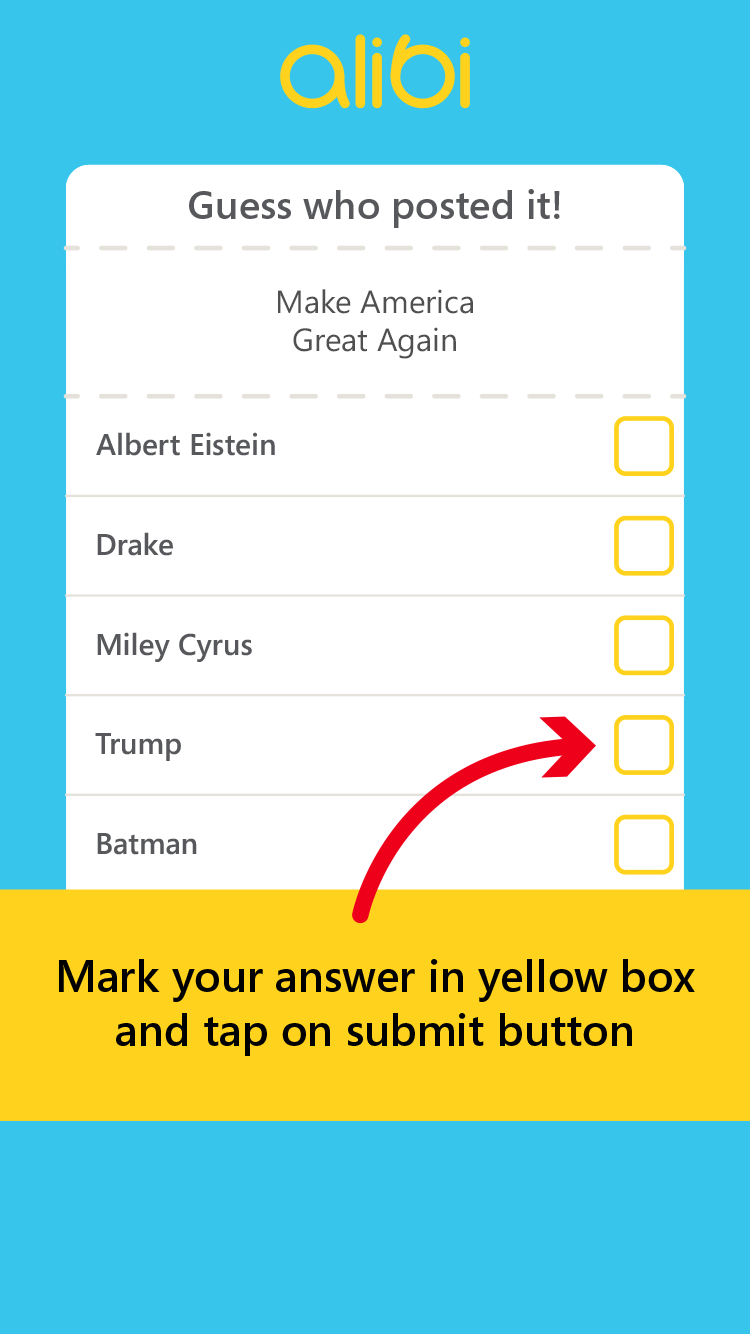 alibi
Guess who posted it!
Make America
Great Again
Albert Eistein
Drake
Miley Cyrus
Trump
Batman
Mark your answer in yellow box
and tap on submit button